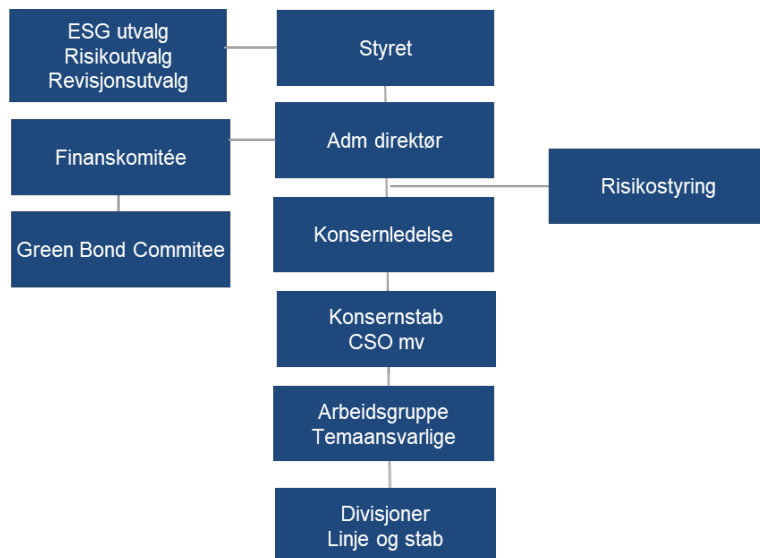 ESG utvalg
Risikoutvalg
Revisjonsutvalg
Styret
Finanskomitée
Adm direktør
Risikostyring
Green Bond Commitee
Konsernledelse
Konsernstab
CSO mv
Arbeidsgruppe
Temaansvarlige
Divisjoner
Linje og stab